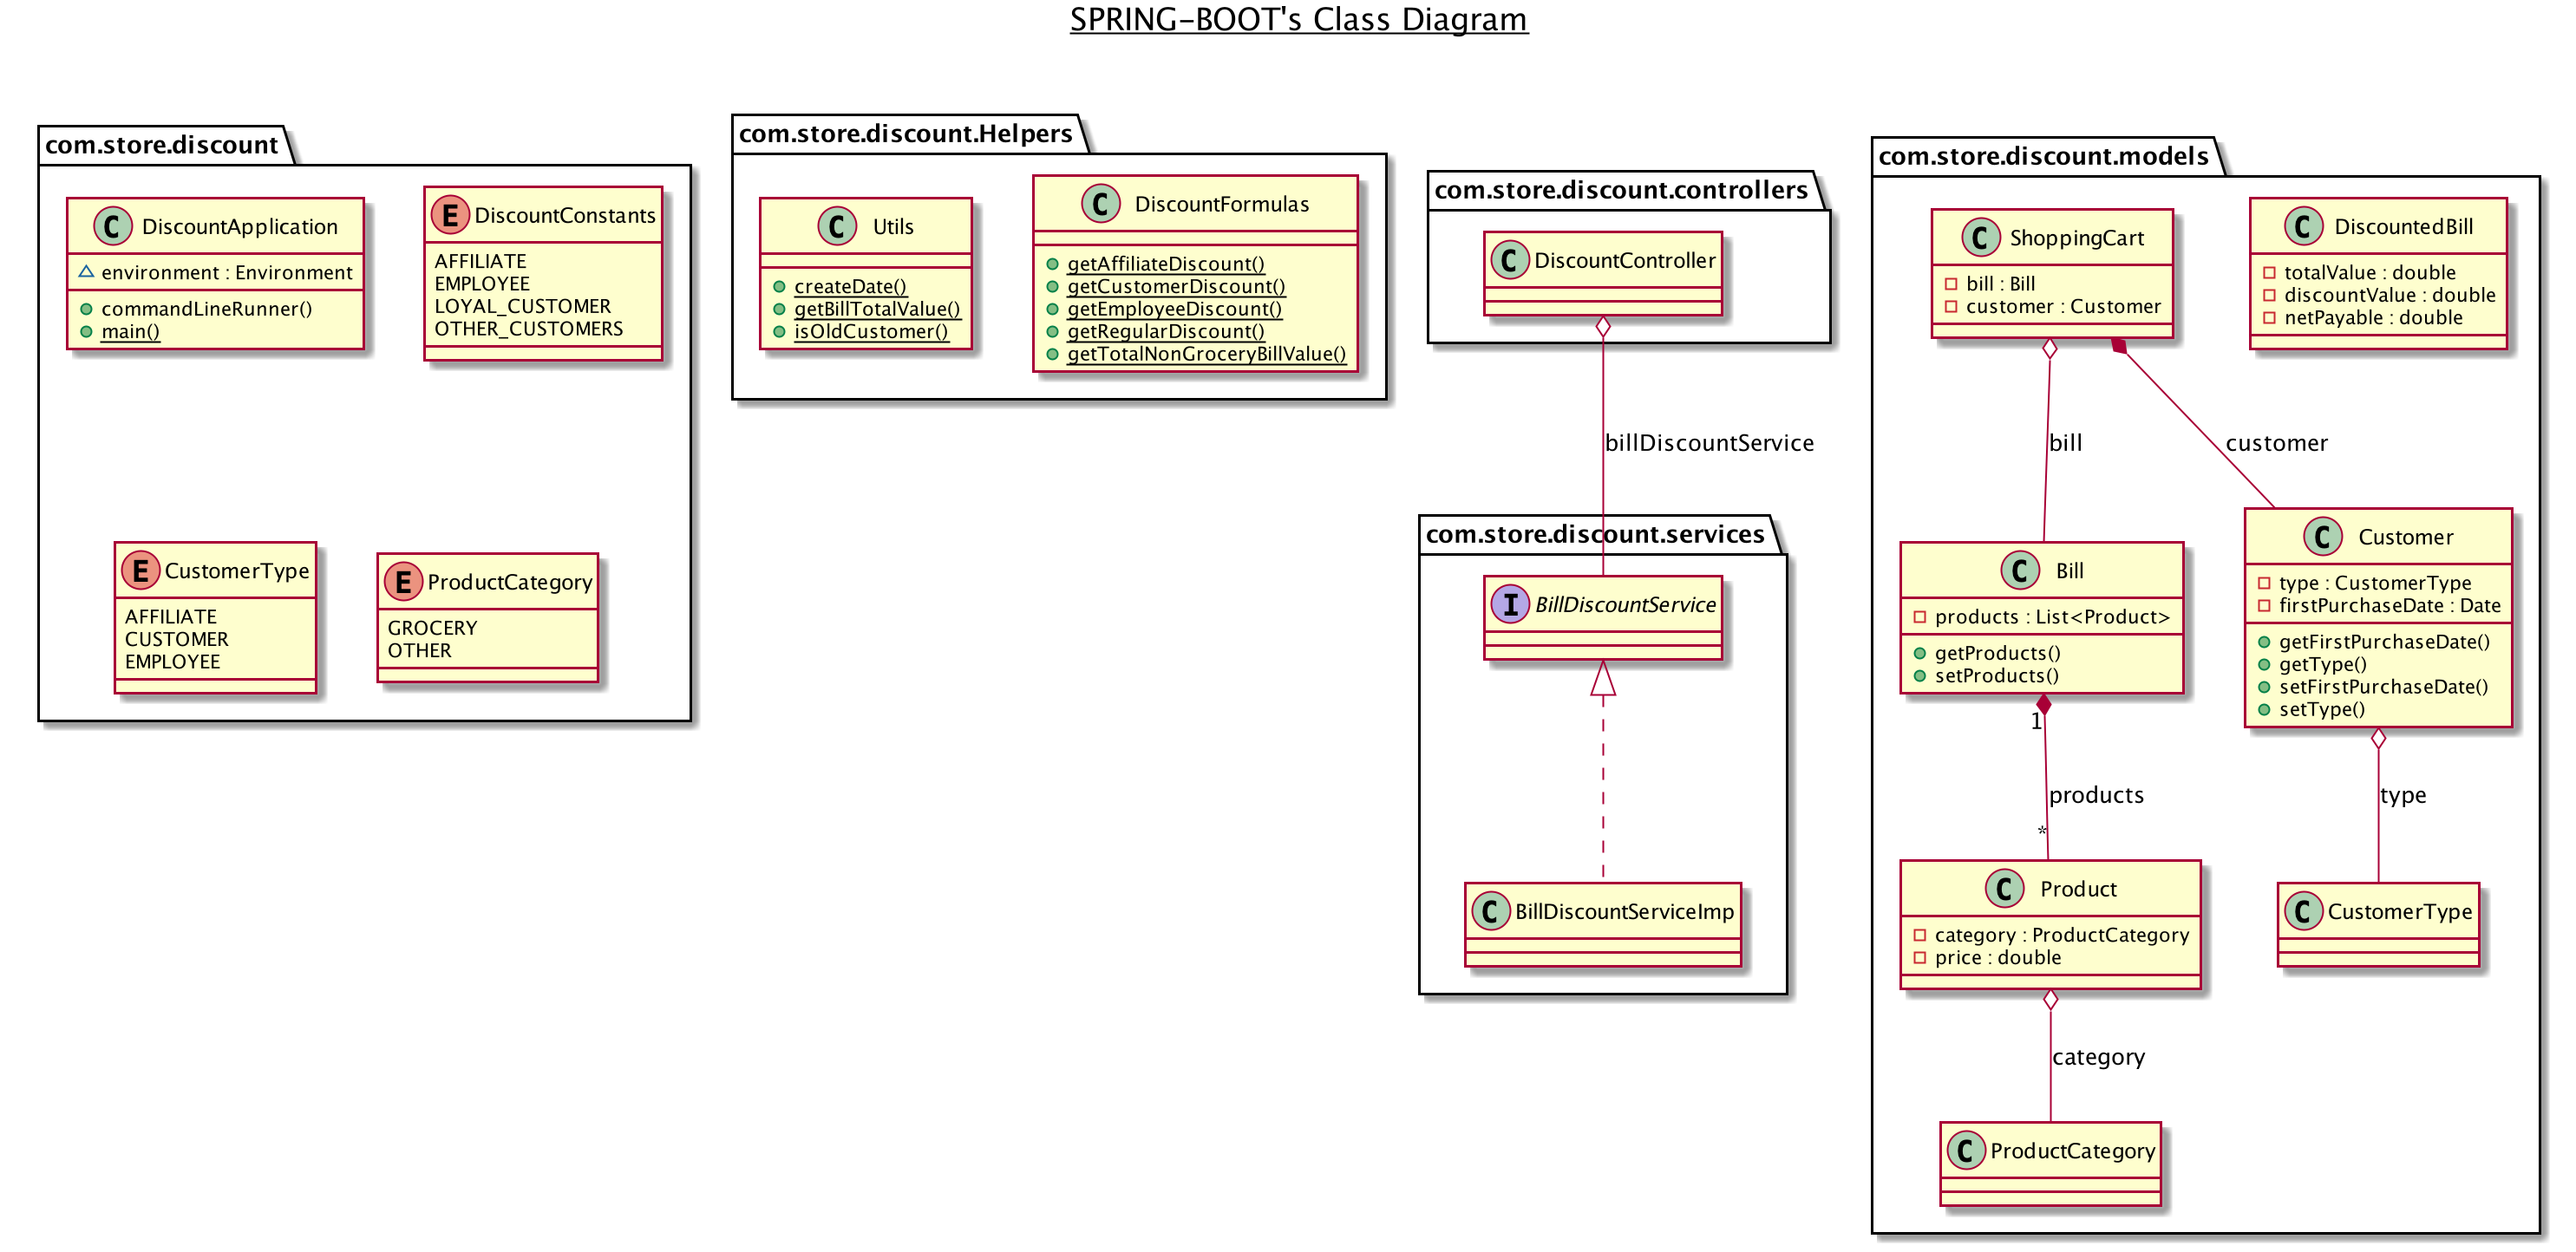 SPRING-BOOT's Class Diagram
com.store.discount
C DiscountApplication
environment : Environment
commandLineRunner()
main()
E DiscountConstants
AFFILIATE
EMPLOYEE
LOYAL_CUSTOMER
OTHER_CUSTOMERS
E CustomerType
AFFILIATE
CUSTOMER
EMPLOYEE
E ProductCategory
GROCERY
OTHER
com.store.discount.Helpers
C Utils
createDate()
getBillTotalValue()
isOldCustomer()
C DiscountFormulas
getAffiliateDiscount()
getCustomerDiscount()
getEmployeeDiscount()
getRegularDiscount()
getTotalNonGroceryBillValue()
com.store.discount.controllers
C DiscountController
billDiscountService
com.store.discount.services
I BillDiscountService
C BillDiscountServiceImp
com.store.discount.models
C ShoppingCart
bill : Bill
customer : Customer
C DiscountedBill
totalValue : double
discountValue : double
netPayable : double
bill
customer
C Bill
products : List<Product>
getProducts()
setProducts()
C Customer
type : CustomerType
firstPurchaseDate : Date
getFirstPurchaseDate()
getType()
setFirstPurchaseDate()
setType()
1
products
*
type
C Product
category : ProductCategory
price : double
C CustomerType
category
C ProductCategory